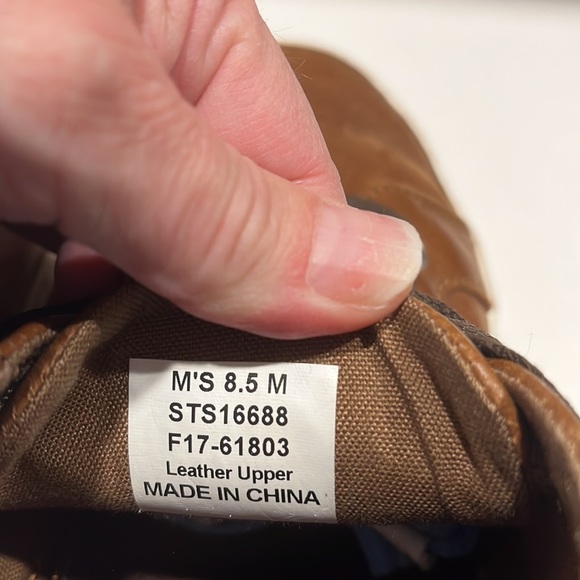 M'S 8.5 M
STS16688
F17-61803
Leather Upper
MADE IN CHINA